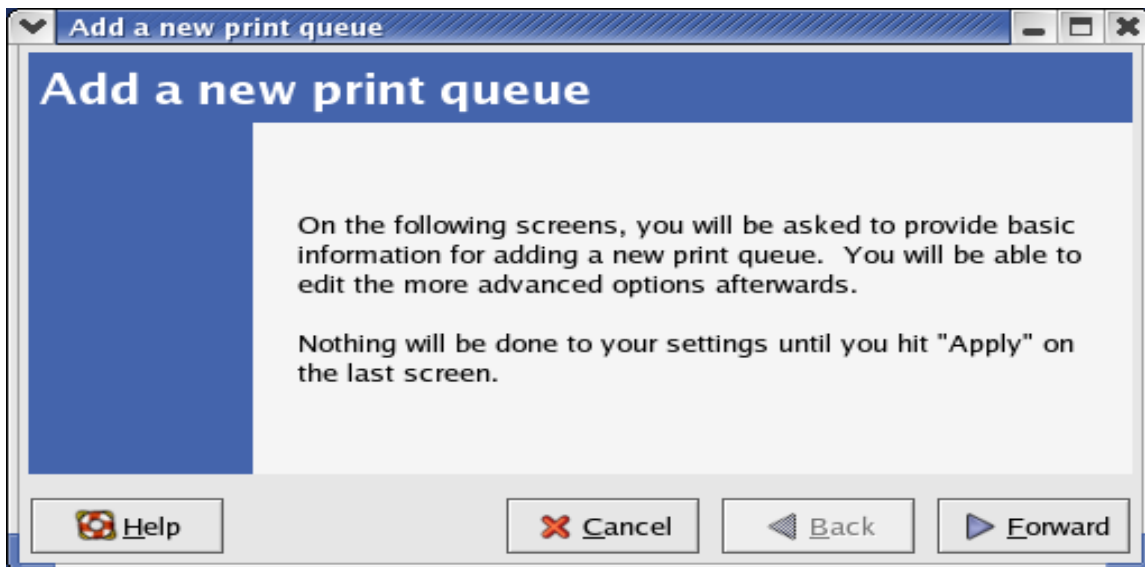 Add a new print queue
Add a new print queue
On the following screens, you will be asked to provide basic
information for adding a new print queue.  You will be able to
edit the more advanced options afterwards.
Nothing will be done to your settings until you hit "Apply" on
the last screen.
Help
Cancel
Back
Forward